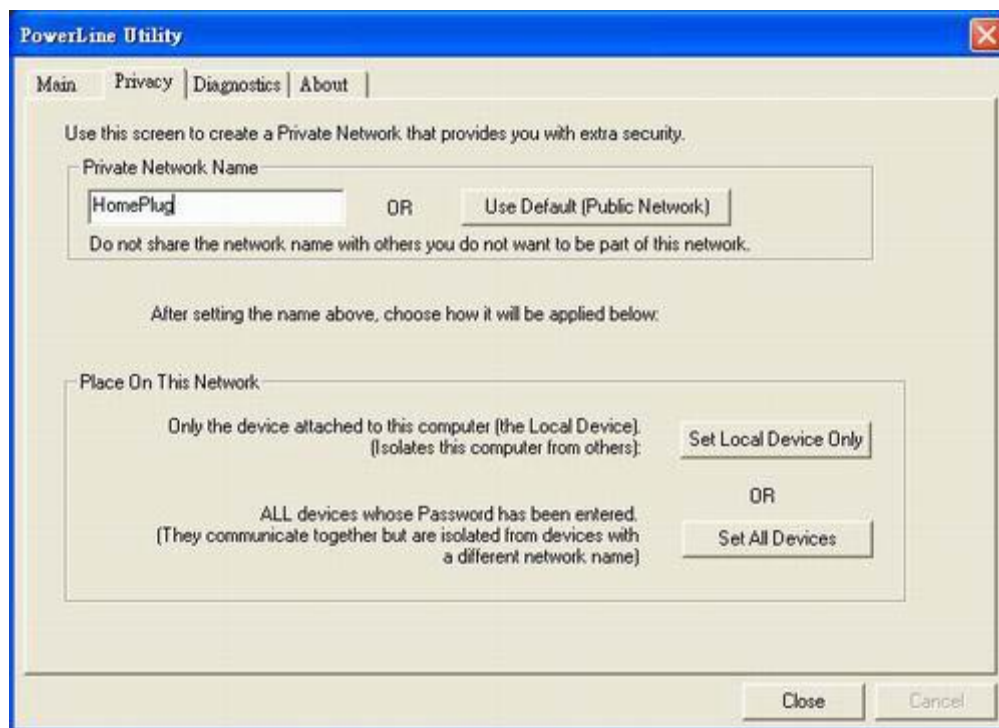 PowerLine Utility
Main Privacy Diagnostics About
Use this screen to create a Private Network that provides you with extra security.
Private Network Name
HomePlug OR Use Default (Public Network)
Do not share the network name with others you do not want to be part of this network.
After setting the name above, choose how it will be applied below:
Place On This Network
Only the device attached to this computer (the Local Device).
(Isolates this computer from others):
Set Local Device Only
OR
ALL devices whose Password has been entered.
(They communicate together but are isolated from devices with
a different network name)
Set All Devices
Close Cancel